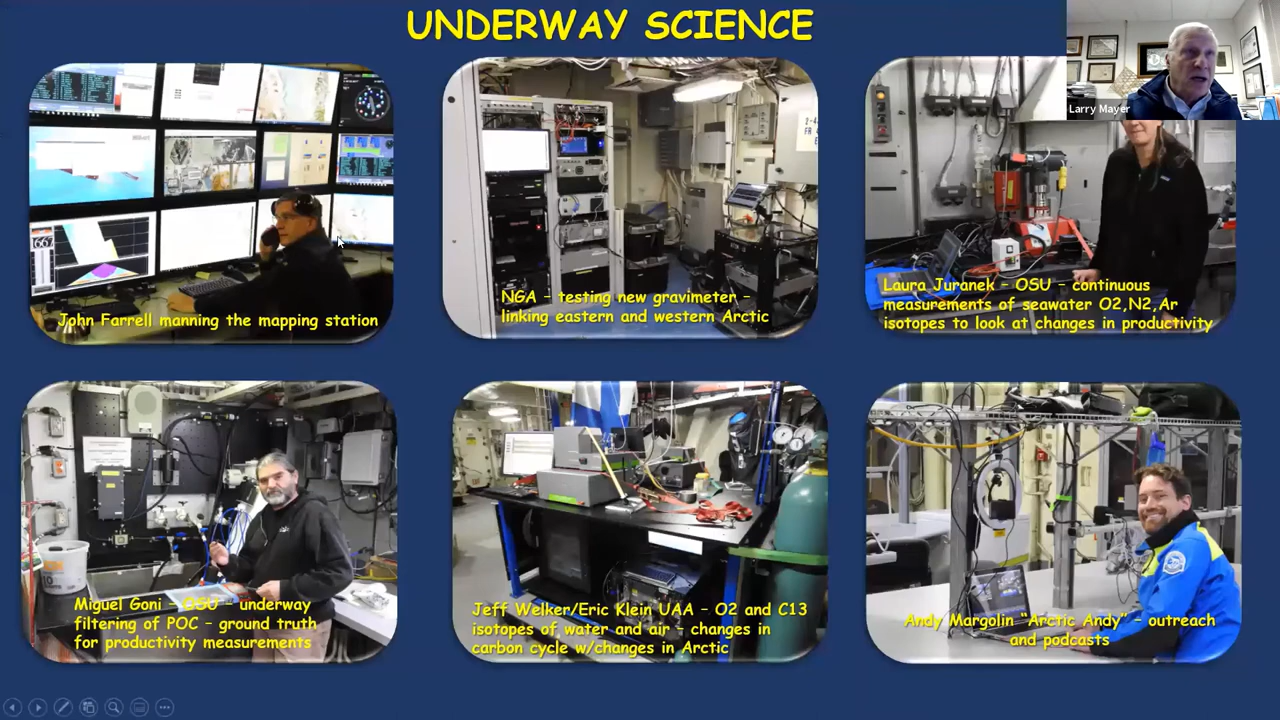 UNDERWAY SCIENCE
Larry Mayer
John Farrell manning the mapping station
NGA – testing new gravimeter –
linking eastern and western Arctic
Laura Juranek – OSU – continuous
measurements of seawater O2,N2,Ar
isotopes to look at changes in productivity
Miguel Goni – OSU – underway
filtering of POC – ground truth
for productivity measurements
Jeff Welker/Eric Klein UAA – O2 and C13
isotopes of water and air – changes in
carbon cycle w/changes in Arctic
Andy Margolin “Arctic Andy” – outreach
and podcasts